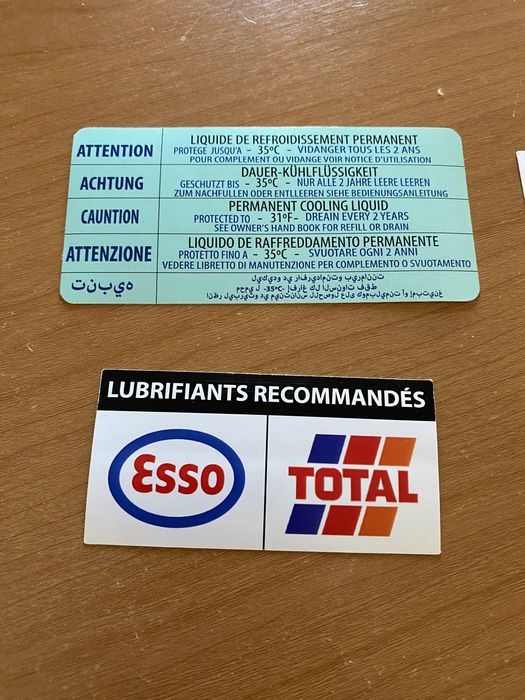 ATTENTION
LIQUIDE DE REFROIDISSEMENT PERMANENT
PROTEGE JUSQU'A - 35ºC - VIDANGER TOUS LES 2 ANS
POUR COMPLEMENT OU VIDANGE VOIR NOTICE D'UTILISATION
ACHTUNG
DAUER-KÜHLFLÜSSIGKEIT
GESCHUTZT BIS - 35ºC - NUR ALLE 2 JAHRE LEERE LEEREN
ZUM NACHFULLEN ODER ENTLLEEREN SIEHE BEDIENUNGSANLEITUNG
CAUNTION
PERMANENT COOLING LIQUID
PROTECTED TO - 31ºF- DREAIN EVERY 2 YEARS
SEE OWNER'S HAND BOOK FOR REFILL OR DRAIN
ATTENZIONE
LIQUIDO DE RAFFREDDAMENTO PERMANENTE
PROTETTO FINO A - 35ºC - SVUOTARE OGNI 2 ANNI
VEDERE LIBRETTO DI MANUTENZIONE PER COMPLEMENTO O SVUOTAMENTO
LUBRIFIANTS RECOMMANDÉS
Esso
TOTAL